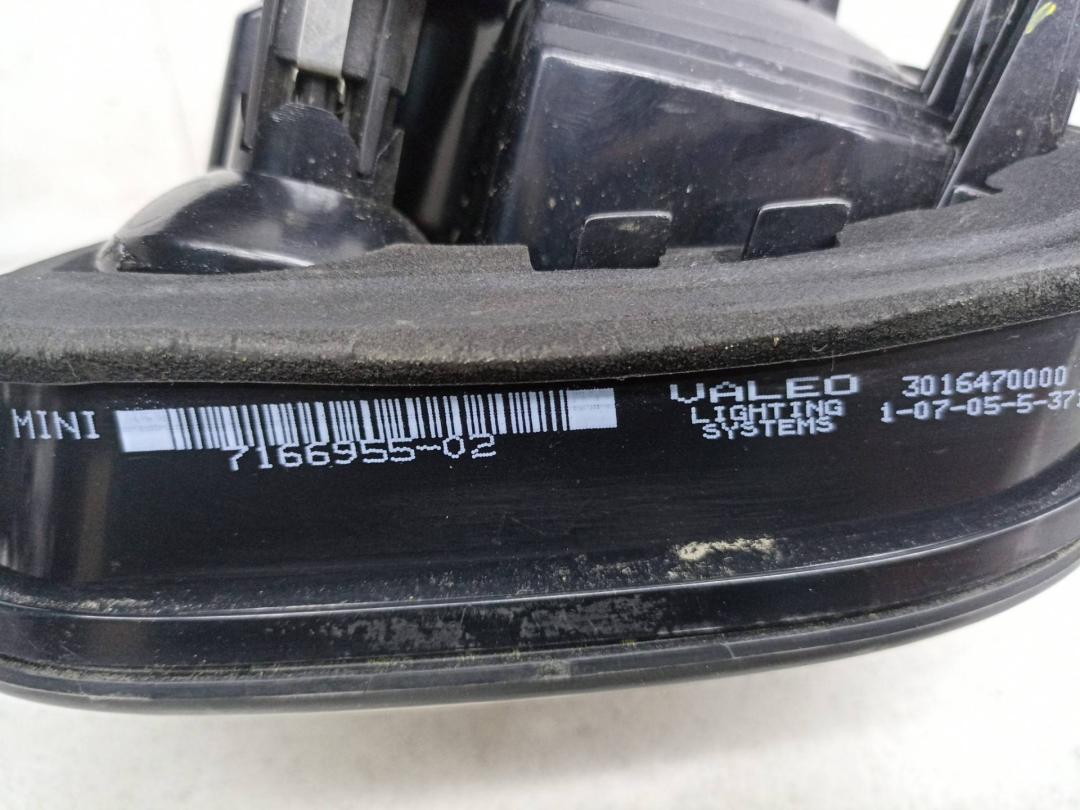 MINI
7166955-02
VALEO
LIGHTING
SYSTEMS
3016470000
1-07-05-5-37